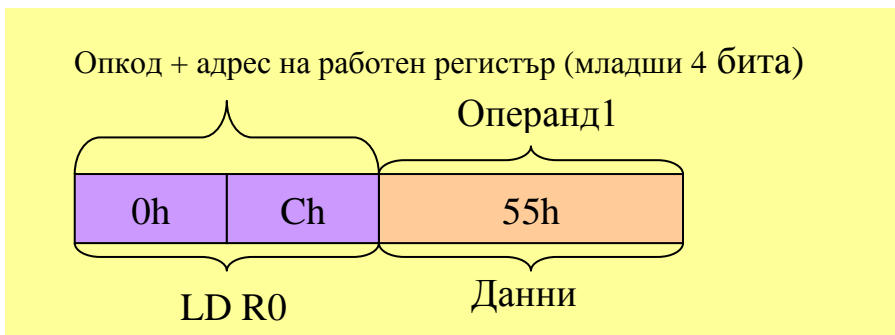 Опкод + адрес на работен регистър (младши 4 бита)
Операнд1
0h Ch 55h
LD R0 Данни